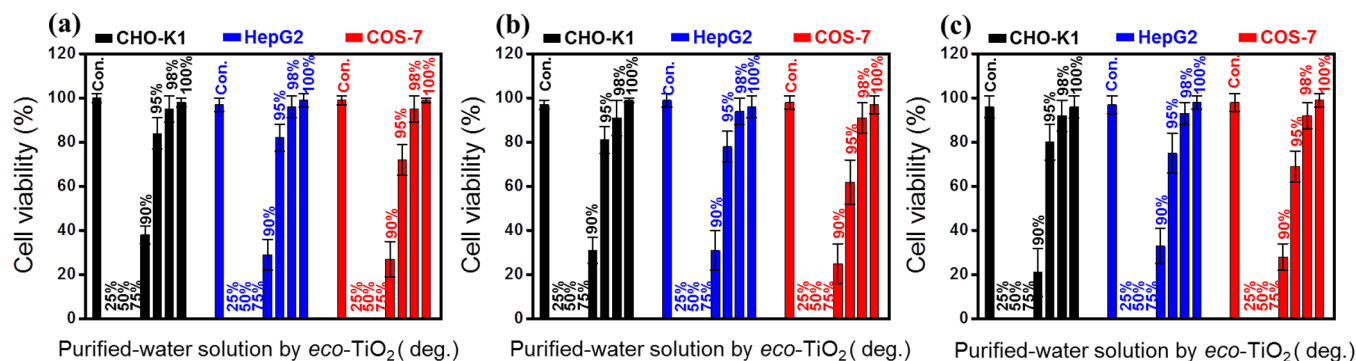 (a) CHO-K1 HepG2 COS-7
120
100
80
60
40
20
0
Cell viability (%)
Con. 25% 50% 75% 90% 95% 98% 100%
Con. 25% 50% 75% 90% 95% 98% 100%
Con. 25% 50% 75% 90% 95% 98% 100%
Purified-water solution by eco-TiO2 ( deg.)
(b) CHO-K1 HepG2 COS-7
120
100
80
60
40
20
0
Cell viability (%)
Con. 25% 50% 75% 90% 95% 98% 100%
Con. 25% 50% 75% 90% 95% 98% 100%
Con. 25% 50% 75% 90% 95% 98% 100%
Purified-water solution by eco-TiO2 ( deg.)
(c) CHO-K1 HepG2 COS-7
120
100
80
60
40
20
0
Cell viability (%)
Con. 25% 50% 75% 90% 95% 98% 100%
Con. 25% 50% 75% 90% 95% 98% 100%
Con. 25% 50% 75% 90% 95% 98% 100%
Purified-water solution by eco-TiO2 ( deg.)